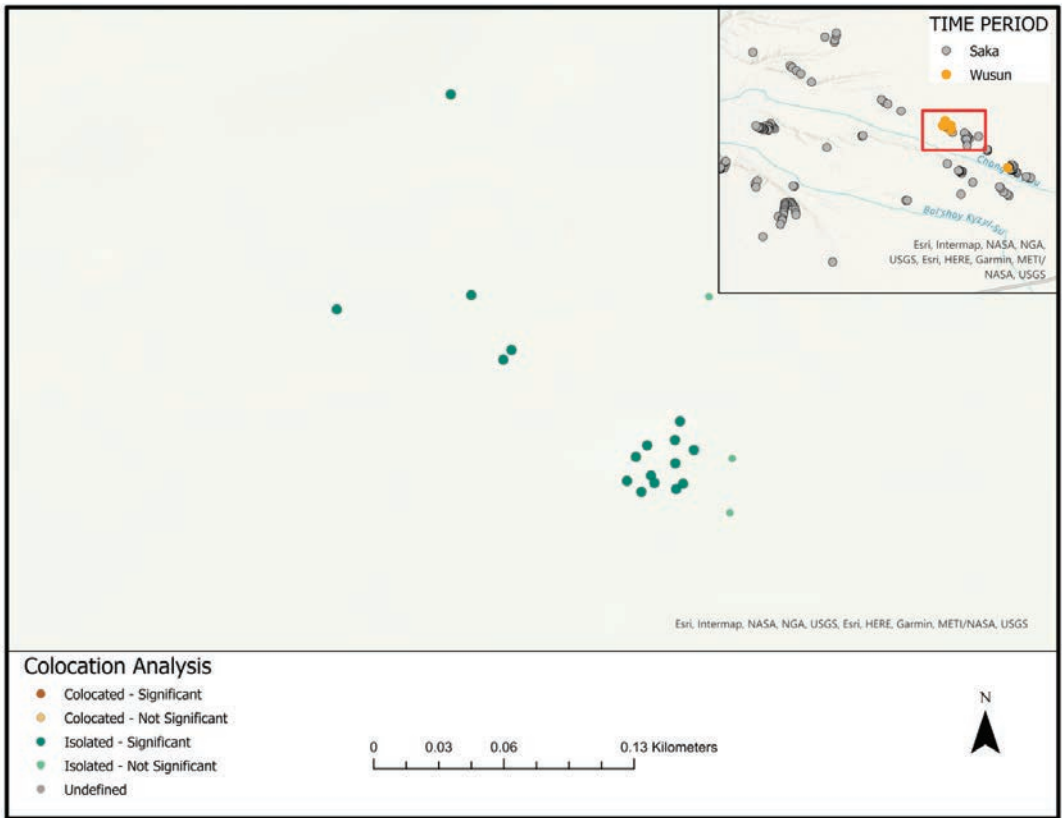 TIME PERIOD
Saka
Wusun
Bol'shoy Kyzyl-Su
Esri, Intermap, NASA, NGA,
USGS, Esri, HERE, Garmin, METI/
NASA, USGS
Esri, Intermap, NASA, NGA, USGS, Esri, HERE, Garmin, METI/NASA, USGS
Colocation Analysis
Colocated - Significant
Colocated - Not Significant
Isolated - Significant
Isolated - Not Significant
Undefined
0 0.03 0.06 0.13 Kilometers
N